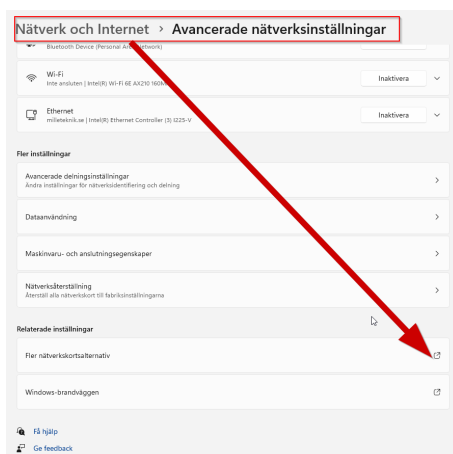 Nätverk och Internet > Avancerade nätverksinställningar
Bluetooth Device (Personal Area Network)
Wi-Fi
Inte ansluten | Intel(R) Wi-Fi 6E AX210 160MHz
Inaktivera
Ethernet
milleteknik.se | Intel(R) Ethernet Controller (3) I225-V
Inaktivera
Fler inställningar
Avancerade delningsinställningar
Ändra inställningar för nätverksidentifiering och delning
Dataanvändning
Maskinvaru- och anslutningsegenskaper
Nätverksåterställning
Återställ alla nätverkskort till fabriksinställningarna
Relaterade inställningar
Fler nätverkskortsalternativ
Windows-brandväggen
Få hjälp
Ge feedback